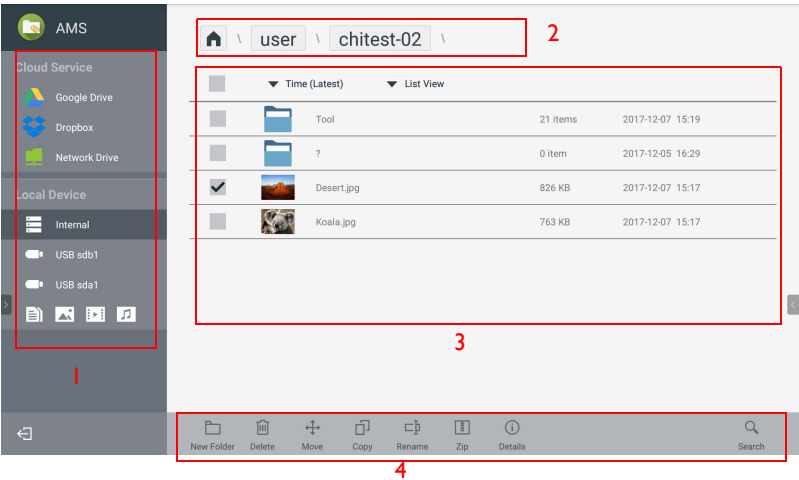 AMS
Cloud Service
Google Drive
Dropbox
Network Drive
Local Device
Internal
USB sdb1
USB sda1
1
\ user \ chitest-02 \
2
Time (Latest) List View
Tool 21 items 2017-12-07 15:19
? 0 item 2017-12-05 16:29
Desert.jpg 826 KB 2017-12-07 15:17
Koala.jpg 763 KB 2017-12-07 15:17
3
New Folder Delete Move Copy Rename Zip Details Search
4